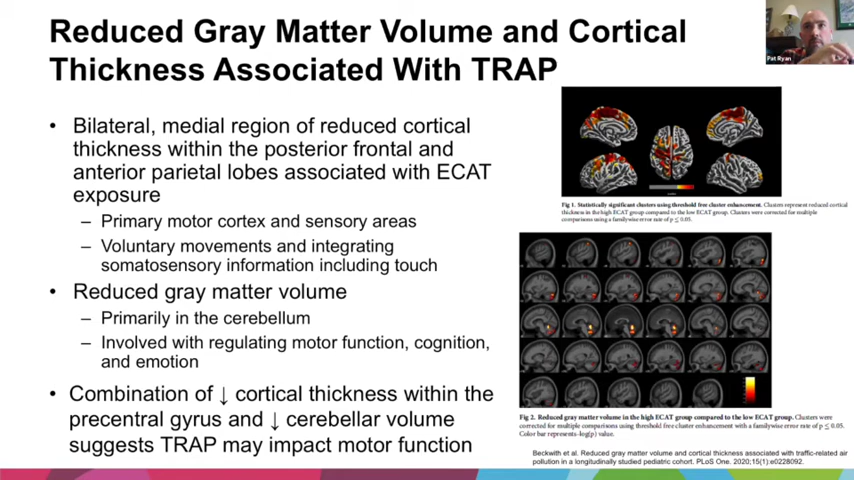 Reduced Gray Matter Volume and Cortical
Thickness Associated With TRAP
Pat Ryan
• Bilateral, medial region of reduced cortical
thickness within the posterior frontal and
anterior parietal lobes associated with ECAT
exposure
– Primary motor cortex and sensory areas
– Voluntary movements and integrating
somatosensory information including touch
• Reduced gray matter volume
– Primarily in the cerebellum
– Involved with regulating motor function, cognition,
and emotion
• Combination of ↓ cortical thickness within the
precentral gyrus and ↓ cerebellar volume
suggests TRAP may impact motor function
Fig 1. Statistically significant clusters using threshold free cluster enhancement. Clusters represent reduced cortical
thickness in the high ECAT group compared to the low ECAT group. Clusters were corrected for multiple
comparisons using a familywise error rate of p ≤ 0.05.
Fig 2. Reduced gray matter volume in the high ECAT group compared to the low ECAT group. Clusters were
corrected for multiple comparisons using threshold free cluster enhancement with a familywise error rate of p ≤ 0.05.
Color bar represents–log(p) value.
Beckwith et al. Reduced gray matter volume and cortical thickness associated with traffic-related air
pollution in a longitudinally studied pediatric cohort. PLoS One. 2020;15(1):e0228092.